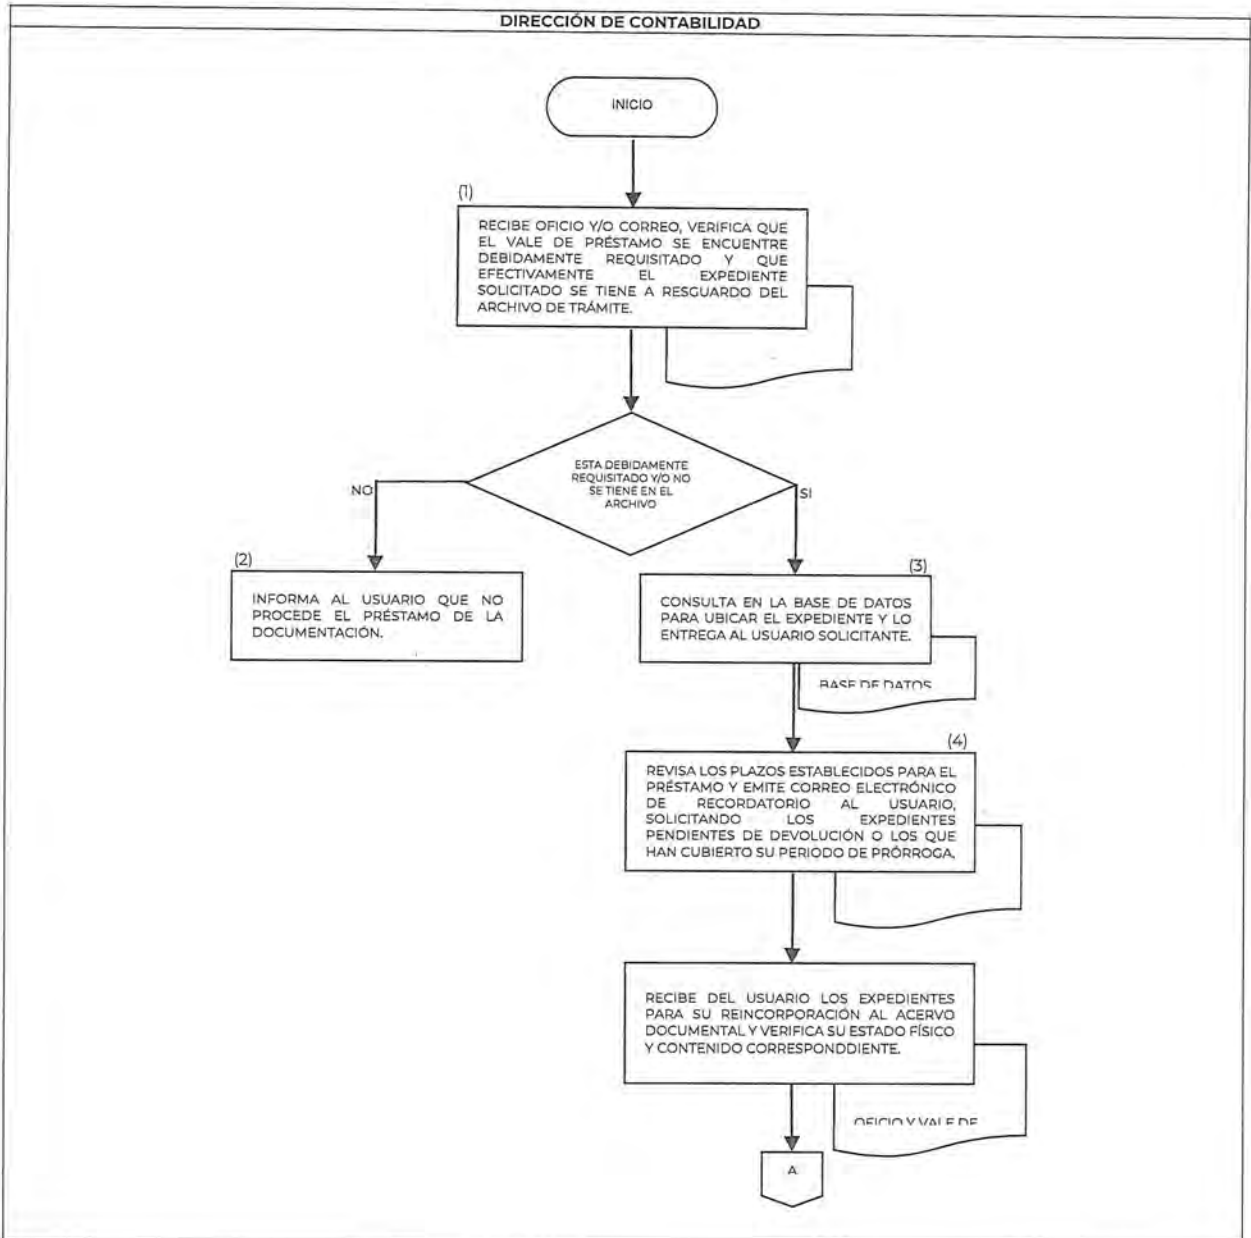 DIRECCIÓN DE CONTABILIDAD
INICIO
(1)
RECIBE OFICIO Y/O CORREO, VERIFICA QUE
EL VALE DE PRÉSTAMO SE ENCUENTRE
DEBIDAMENTE REQUISITADO Y QUE
EFECTIVAMENTE EL EXPEDIENTE
SOLICITADO SE TIENE A RESGUARDO DEL
ARCHIVO DE TRÁMITE.
ESTA DEBIDAMENTE
REQUISITADO Y/O NO
SE TIENE EN EL
ARCHIVO
NO
SI
(2)
INFORMA AL USUARIO QUE NO
PROCEDE EL PRÉSTAMO DE LA
DOCUMENTACIÓN.
(3)
CONSULTA EN LA BASE DE DATOS
PARA UBICAR EL EXPEDIENTE Y LO
ENTREGA AL USUARIO SOLICITANTE.
BASE DE DATOS
(4)
REVISA LOS PLAZOS ESTABLECIDOS PARA EL
PRÉSTAMO Y EMITE CORREO ELECTRÓNICO
DE RECORDATORIO AL USUARIO,
SOLICITANDO LOS EXPEDIENTES
PENDIENTES DE DEVOLUCIÓN O LOS QUE
HAN CUBIERTO SU PERIODO DE PRÓRROGA.
RECIBE DEL USUARIO LOS EXPEDIENTES
PARA SU REINCORPORACIÓN AL ACERVO
DOCUMENTAL Y VERIFICA SU ESTADO FÍSICO
Y CONTENIDO CORRESPONDDIENTE.
OFICIO Y VALE DE
A